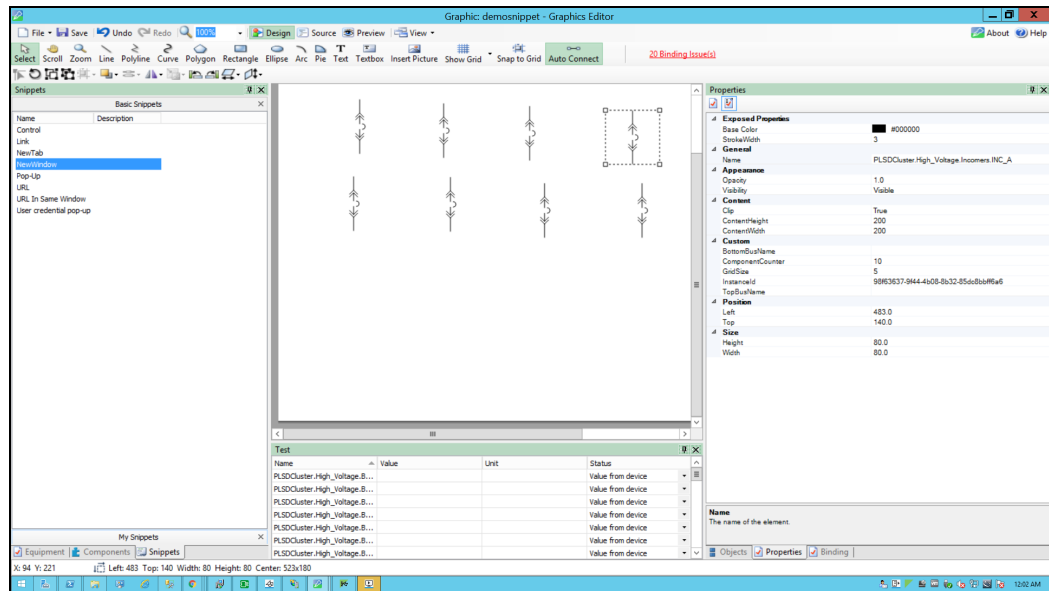 Graphic: demosnippet - Graphics Editor
File Save Undo Redo 100% Design Source Preview View About Help
Select Scroll Zoom Line Polyline Curve Polygon Rectangle Ellipse Arc Pie Text Textbox Insert Picture Show Grid Snap to Grid Auto Connect 20 Binding Issue(s)
Snippets
Basic Snippets
Name Description
Control
Link
NewTab
NewWindow
Pop-Up
URL
URL In Same Window
User credential pop-up
My Snippets
Equipment Components Snippets
Test
Name Value Unit Status
PLSDCluster.High_Voltage.B... Value from device
PLSDCluster.High_Voltage.B... Value from device
PLSDCluster.High_Voltage.B... Value from device
PLSDCluster.High_Voltage.B... Value from device
PLSDCluster.High_Voltage.B... Value from device
PLSDCluster.High_Voltage.B... Value from device
PLSDCluster.High_Voltage.B... Value from device
Properties
Exposed Properties
Base Color #000000
StrokeWidth 3
General
Name PLSDCluster.High_Voltage.Incomers.INC_A
Appearance
Opacity 1.0
Visibility Visible
Content
Clip True
ContentHeight 200
ContentWidth 200
Custom
BottomBusName
ComponentCounter 10
GridSize 5
InstanceId 98f63637-9f44-4b08-8b32-85dc8bbff6a6
TopBusName
Position
Left 483.0
Top 140.0
Size
Height 80.0
Width 80.0
Name
The name of the element.
Objects Properties Binding
X: 94 Y: 221 Left: 483 Top: 140 Width: 80 Height: 80 Center: 523x180
12:02 AM